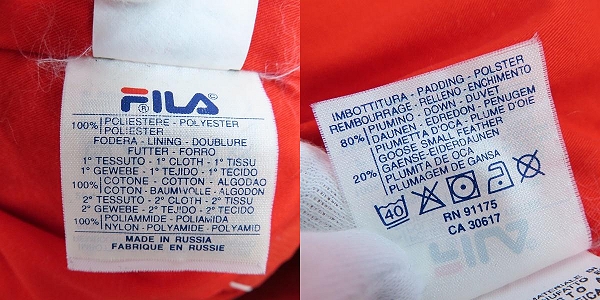 FILA®
100% POLIESTERE - POLYESTER
POLIESTER
FODERA - LINING - DOUBLURE
FUTTER - FORRO
1° TESSUTO - 1° CLOTH - 1° TISSU
1° GEWEBE - 1° TEJIDO - 1° TECIDO
100% COTONE - COTTON - ALGODAO
COTON - BAUMWOLLE - ALGODON
2° TESSUTO - 2° CLOTH - 2° TISSU
2° GEWEBE - 2° TEJIDO - 2° TECIDO
100% POLIAMMIDE - POLIAMIDA
NYLON - POLYAMIDE - POLYAMID
MADE IN RUSSIA
FABRIQUE EN RUSSIE
IMBOTTITURA - PADDING - POLSTER
REMBOURRAGE - RELLENO - ENCHIMENTO
80% PIUMINO - DOWN - DUVET
DAUNEN - EDREDON - PENUGEM
PIUMETTA D'OCA - PLUME D'OIE
GOOSE SMALL FEATHER
20% GAENSE-EIDERDAUNEN
PLUMITA DE OCA
PLUMAGEM DE GANSA
40
RN 91175
CA 30617